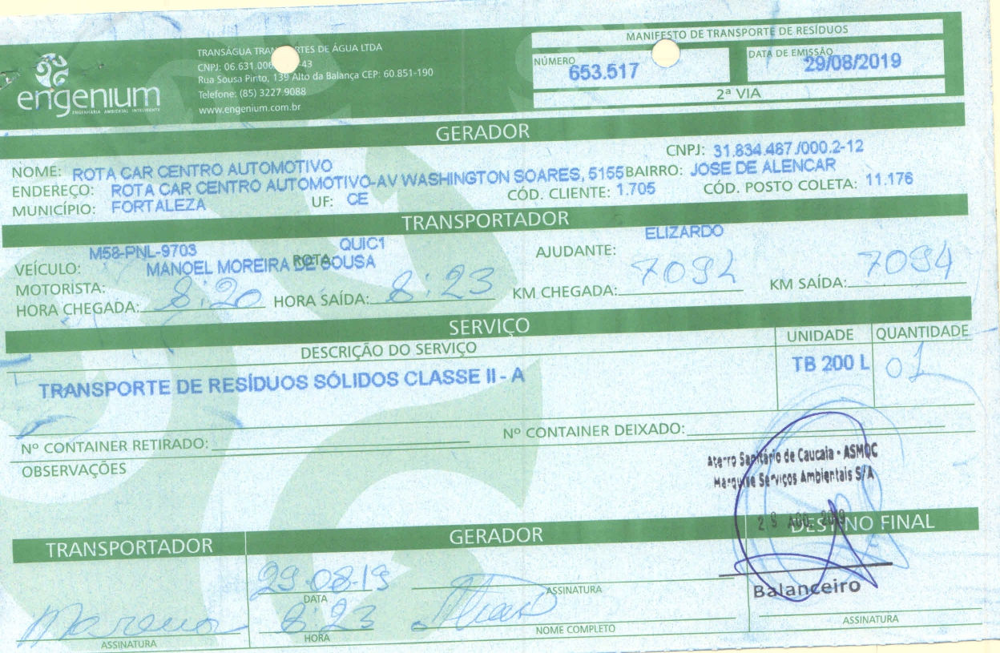 engenium
ENGENHARIA AMBIENTAL INTELIGENTE
TRANSÁGUA TRAN RTES DE ÁGUA LTDA
CNPJ: 06.631.006 -43
Rua Sousa Pinto, 139 Alto da Balança CEP: 60.851-190
Telefone: (85) 3227.9088
www.engenium.com.br
MANIFESTO DE TRANSPORTE DE RESÍDUOS
NÚMERO 653.517
DATA DE EMISSÃO 29/08/2019
2ª VIA
GERADOR
CNPJ: 31.834.487/000.2-12
NOME: ROTA CAR CENTRO AUTOMOTIVO
ENDEREÇO: ROTA CAR CENTRO AUTOMOTIVO-AV WASHINGTON SOARES, 5155 BAIRRO: JOSE DE ALENCAR
MUNICÍPIO: FORTALEZA UF: CE CÓD. CLIENTE: 1.705 CÓD. POSTO COLETA: 11.176
TRANSPORTADOR
VEÍCULO: M58-PNL-9703 ROTA: QUIC1 AJUDANTE: ELIZARDO
MOTORISTA: MANOEL MOREIRA DE SOUSA
HORA CHEGADA: 8:20 HORA SAÍDA: 8:23 KM CHEGADA: 7094 KM SAÍDA: 7094
SERVIÇO
DESCRIÇÃO DO SERVIÇO UNIDADE QUANTIDADE
TRANSPORTE DE RESÍDUOS SÓLIDOS CLASSE II - A TB 200 L 01
Nº CONTAINER RETIRADO: Nº CONTAINER DEIXADO:
OBSERVAÇÕES
Aterro Sanitário de Caucaia - ASMOC
Marquise Serviços Ambientais S/A
29 AGO 2019
TRANSPORTADOR GERADOR DESTINO FINAL
29-08-19
DATA ASSINATURA
Balanceiro
8:23
ASSINATURA HORA NOME COMPLETO ASSINATURA